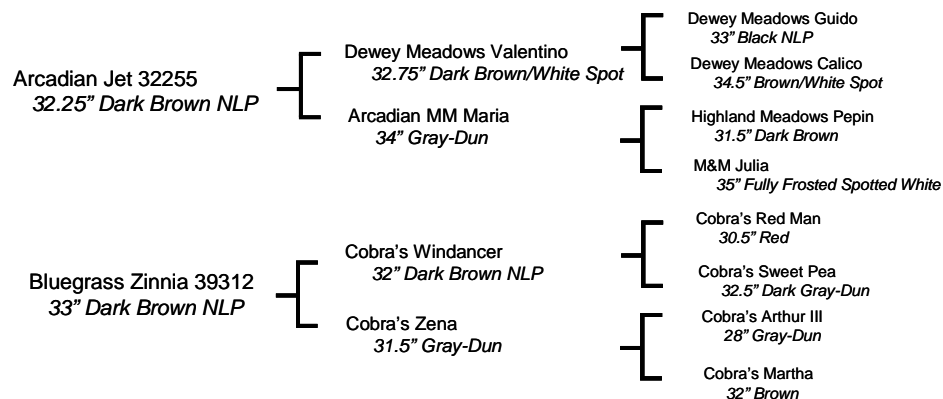 Dewey Meadows Guido
33” Black NLP
Dewey Meadows Valentino
32.75” Dark Brown/White Spot
Dewey Meadows Calico
34.5” Brown/White Spot
Arcadian Jet 32255
32.25” Dark Brown NLP
Arcadian MM Maria
34” Gray-Dun
Highland Meadows Pepin
31.5” Dark Brown
M&M Julia
35” Fully Frosted Spotted White
Cobra’s Red Man
30.5” Red
Cobra’s Windancer
32” Dark Brown NLP
Cobra’s Sweet Pea
32.5” Dark Gray-Dun
Bluegrass Zinnia 39312
33” Dark Brown NLP
Cobra’s Zena
31.5” Gray-Dun
Cobra’s Arthur III
28” Gray-Dun
Cobra’s Martha
32” Brown